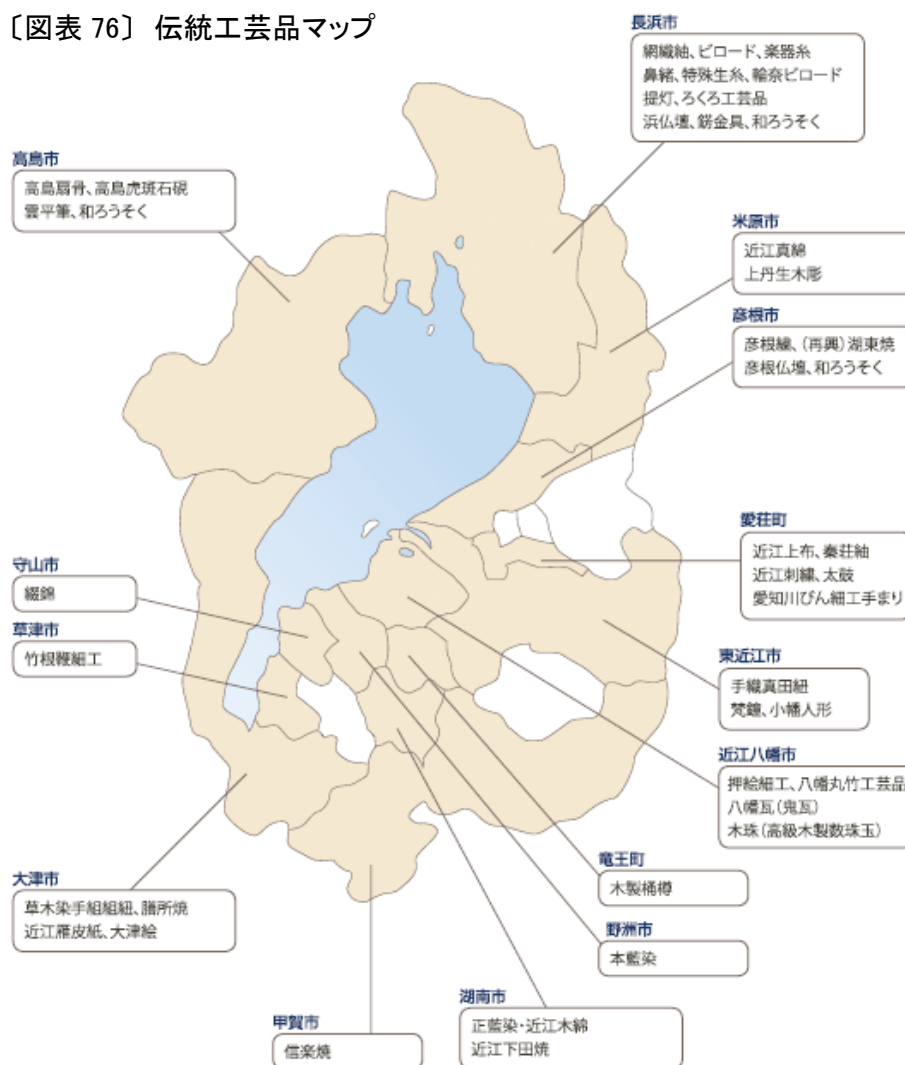 〔図表 76〕 伝統工芸品マップ
長浜市
網織紬、ビロード、楽器糸
鼻緒、特殊生糸、輪奈ビロード
提灯、ろくろ工芸品
浜仏壇、錺金具、和ろうそく
高島市
高島扇骨、高島虎斑石硯
雲平筆、和ろうそく
米原市
近江真綿
上丹生木彫
彦根市
彦根繍、(再興)湖東焼
彦根仏壇、和ろうそく
愛荘町
近江上布、秦荘紬
近江刺繍、太鼓
愛知川びん細工手まり
守山市
綴錦
草津市
竹根鞭細工
東近江市
手織真田紐
梵鐘、小幡人形
近江八幡市
押絵細工、八幡丸竹工芸品
八幡瓦(鬼瓦)
木珠(高級木製数珠玉)
竜王町
木製桶樽
大津市
草木染手組組紐、膳所焼
近江雁皮紙、大津絵
野洲市
本藍染
湖南市
正藍染・近江木綿
近江下田焼
甲賀市
信楽焼